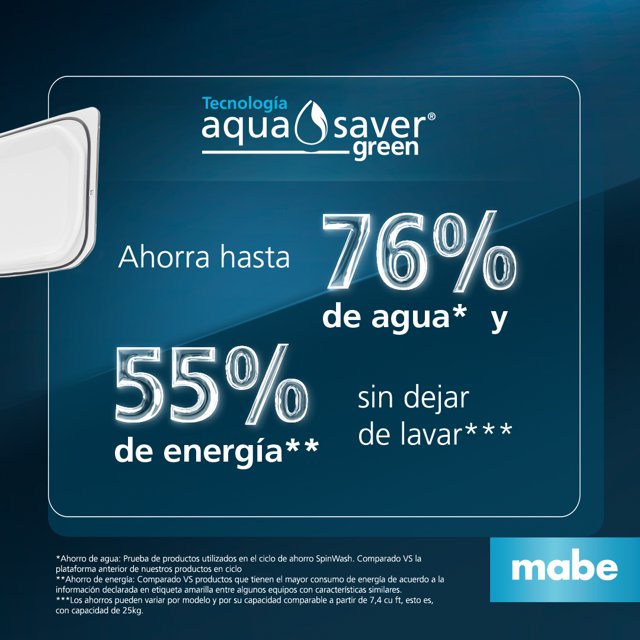 Tecnología
aqua saver®
green
Ahorra hasta 76%
de agua* y
55% sin dejar
de energía** de lavar***
*Ahorro de agua: Prueba de productos utilizados en el ciclo de ahorro SpinWash. Comparado VS la
plataforma anterior de nuestros productos en ciclo
**Ahorro de energía: Comparado VS productos que tienen el mayor consumo de energía de acuerdo a la
información declarada en etiqueta amarilla entre algunos equipos con características similares.
***Los ahorros pueden variar por modelo y por su capacidad comparable a partir de 7,4 cu ft, esto es,
con capacidad de 25kg.
mabe